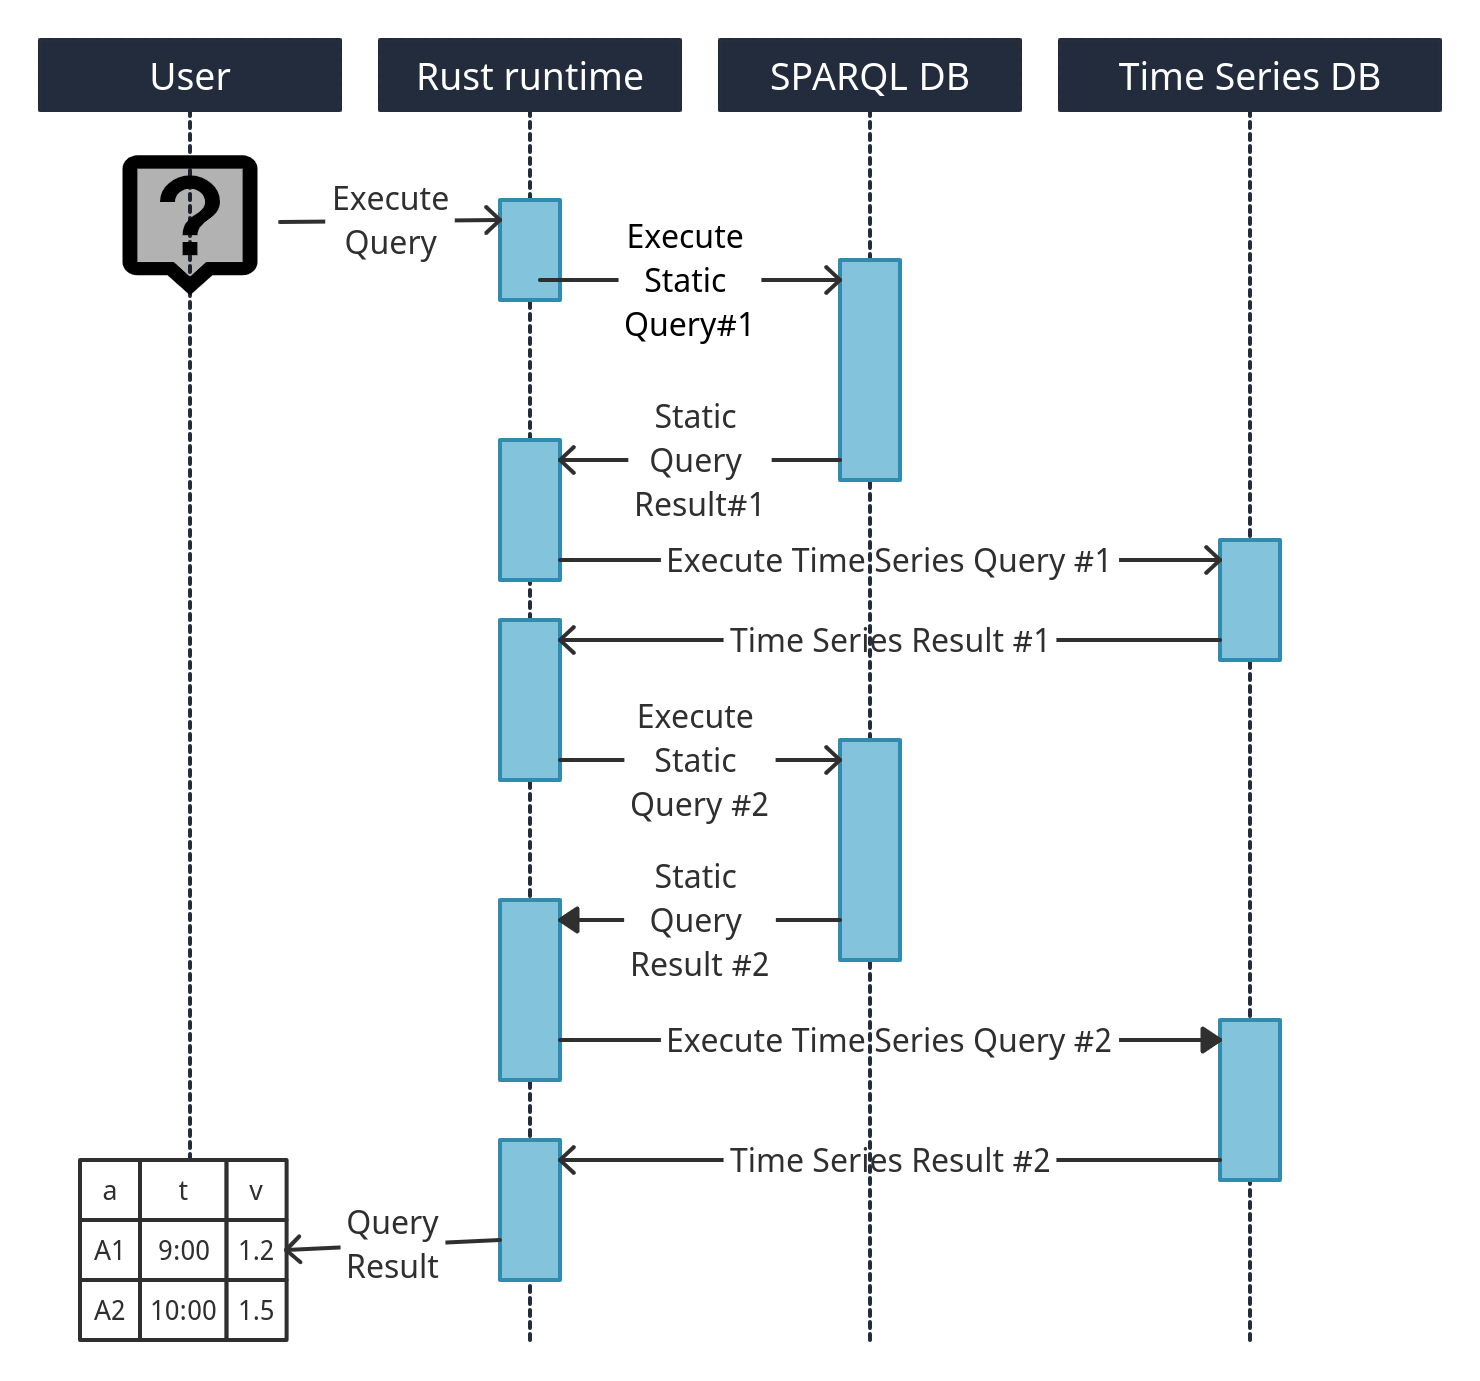 User
Rust runtime
SPARQL DB
Time Series DB
?
Execute
Query
Execute
Static
Query#1
Static
Query
Result#1
Execute Time Series Query #1
Time Series Result #1
Execute
Static
Query #2
Static
Query
Result #2
Execute Time Series Query #2
Time Series Result #2
Query
Result
a t v
A1 9:00 1.2
A2 10:00 1.5